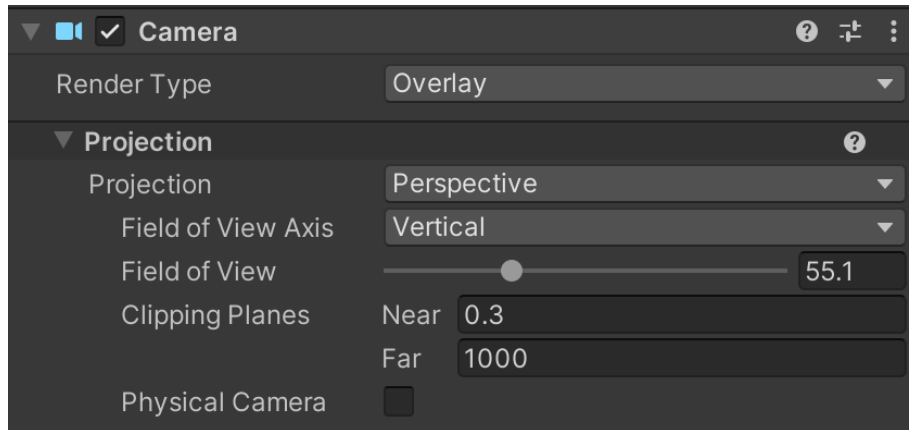 Camera
Render Type Overlay
Projection
Projection Perspective
Field of View Axis Vertical
Field of View 55.1
Clipping Planes Near 0.3
Far 1000
Physical Camera